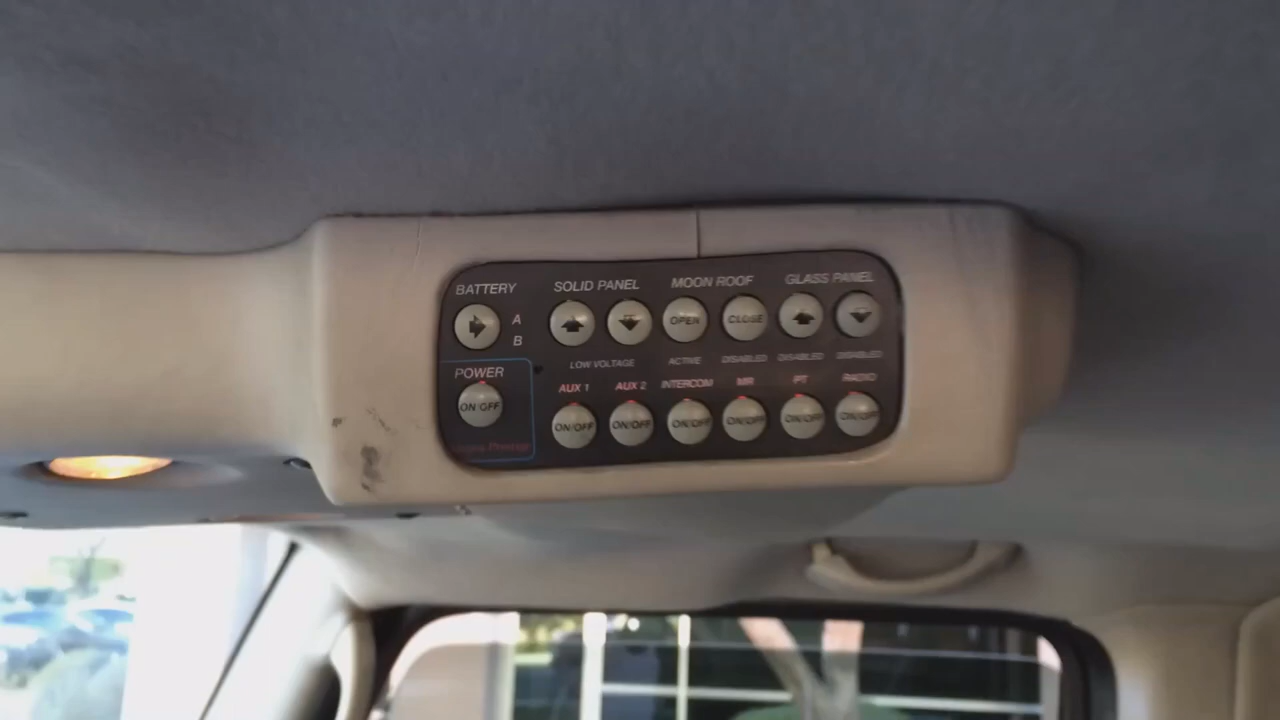 BATTERY SOLID PANEL MOON ROOF GLASS PANEL
A
OPEN CLOSE
B
LOW VOLTAGE ACTIVE DISABLED DISABLED DISABLED
POWER
AUX 1 AUX 2 INTERCOM MR PT RADIO
ON/OFF
ON/OFF ON/OFF ON/OFF ON/OFF ON/OFF ON/OFF
Prestige